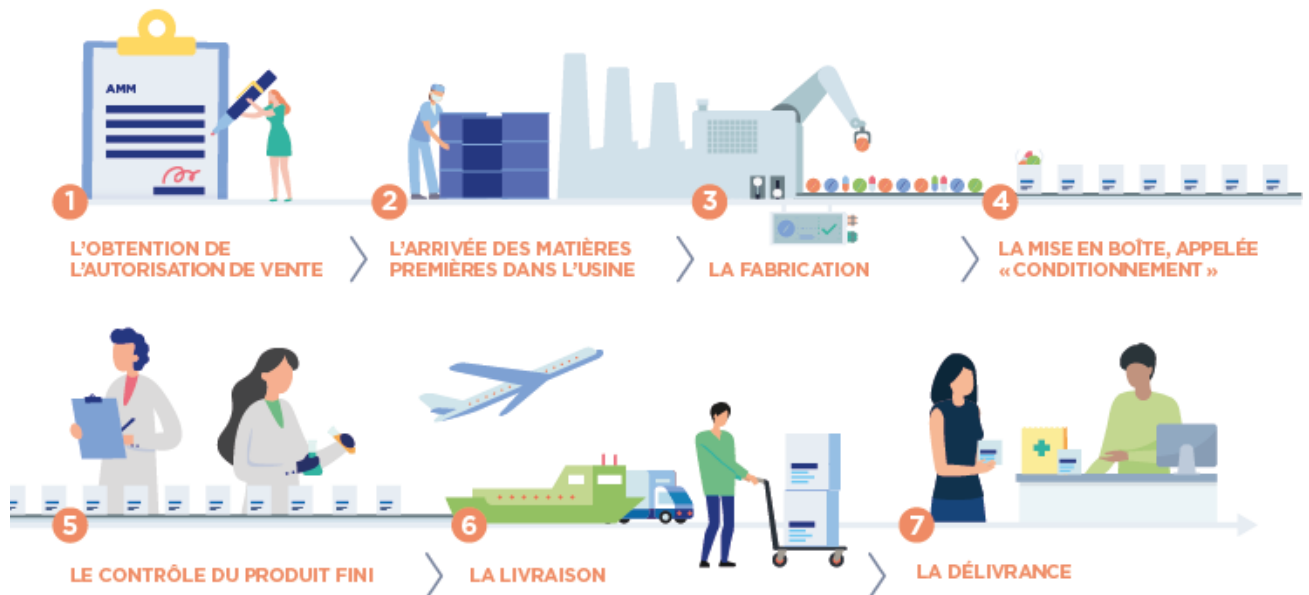 AMM
1
L'OBTENTION DE
L'AUTORISATION DE VENTE
2
L'ARRIVÉE DES MATIÈRES
PREMIÈRES DANS L'USINE
3
LA FABRICATION
4
LA MISE EN BOÎTE, APPELÉE
« CONDITIONNEMENT »
5
LE CONTRÔLE DU PRODUIT FINI
6
LA LIVRAISON
7
LA DÉLIVRANCE